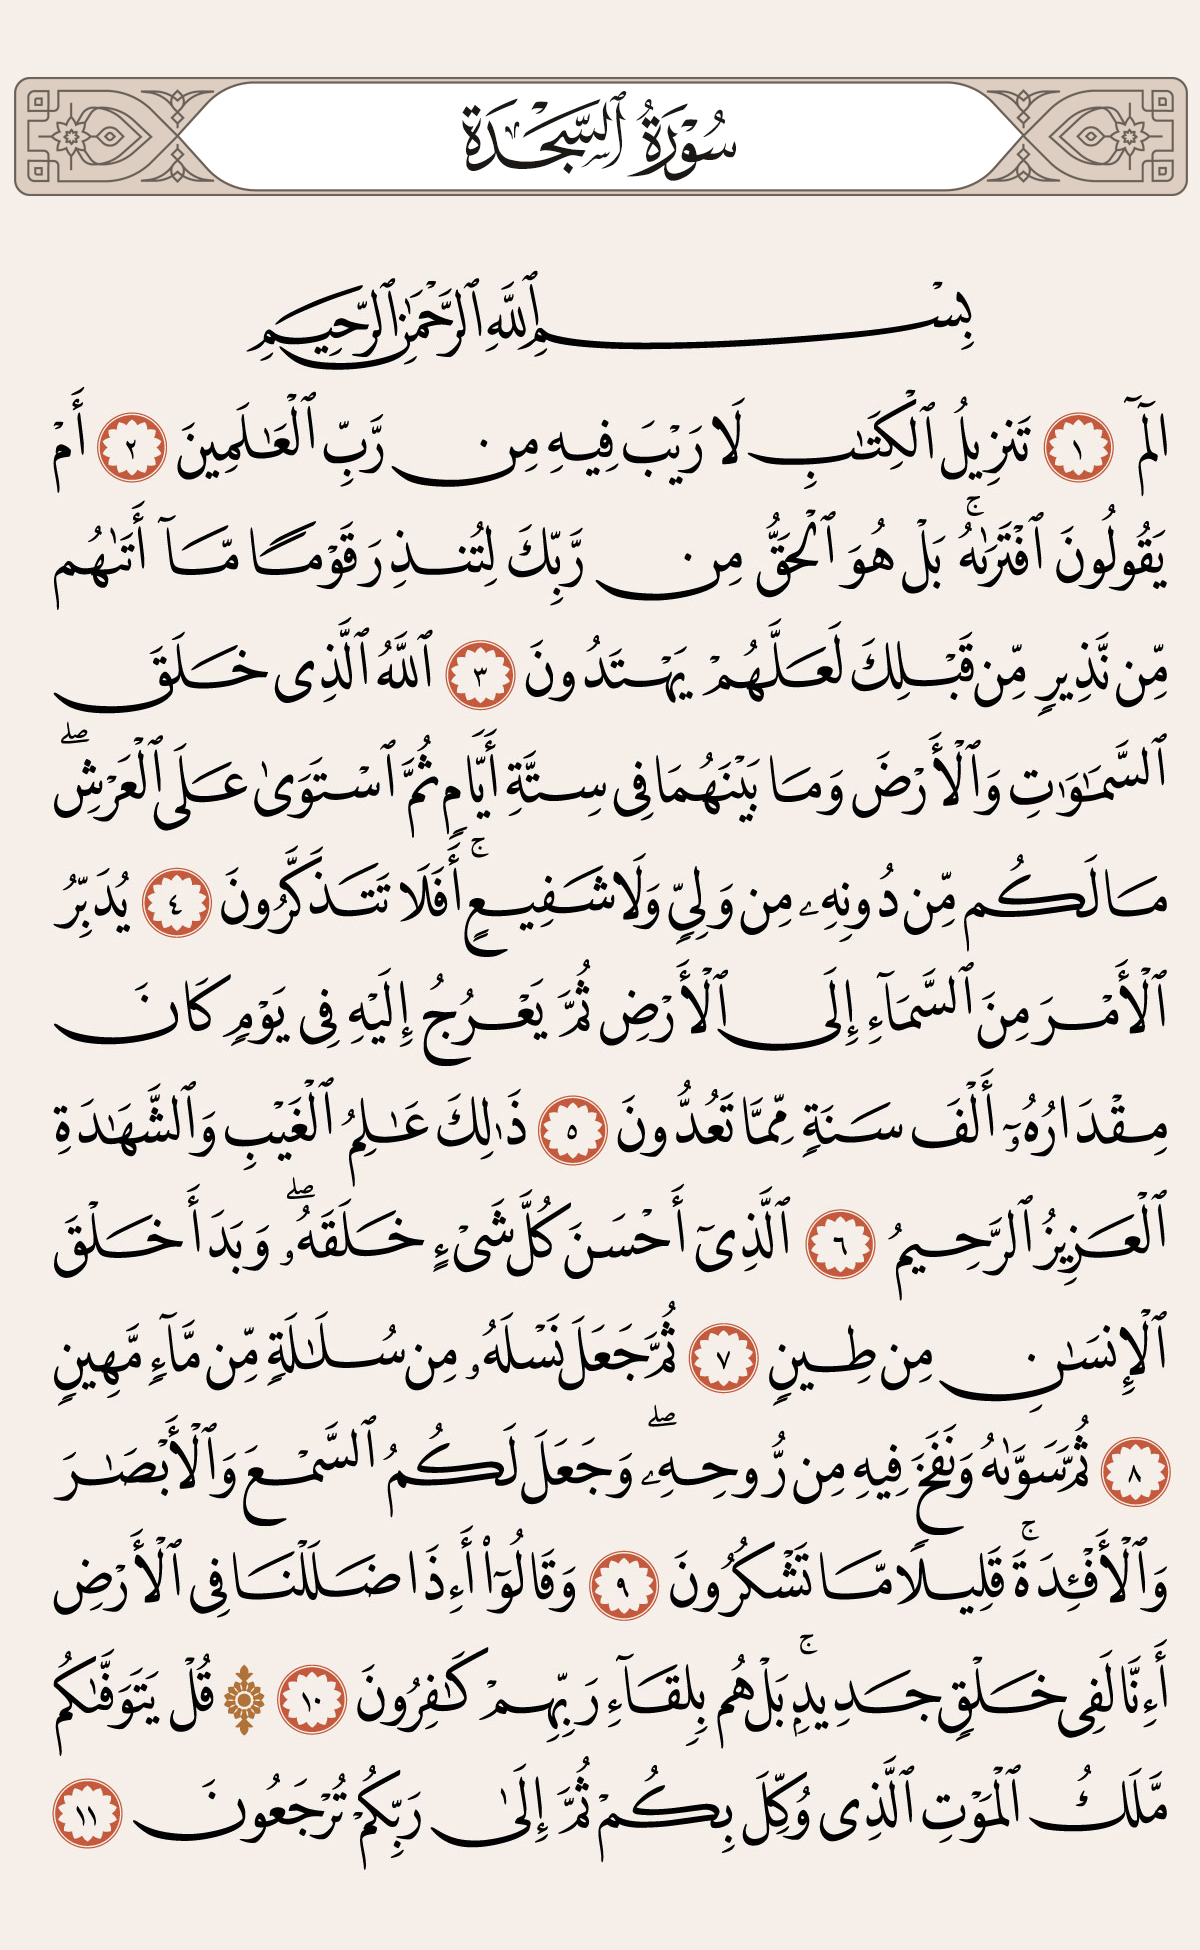 سُورَةُ ٱلسَّجْدَةِ
بِسْمِ ٱللَّهِ ٱلرَّحْمَٰنِ ٱلرَّحِيمِ
الٓمٓ ١ تَنزِيلُ ٱلْكِتَٰبِ لَا رَيْبَ فِيهِ مِن رَّبِّ ٱلْعَٰلَمِينَ ٢ أَمْ
يَقُولُونَ ٱفْتَرَىٰهُ ۚ بَلْ هُوَ ٱلْحَقُّ مِن رَّبِّكَ لِتُنذِرَ قَوْمًا مَّآ أَتَىٰهُم
مِّن نَّذِيرٍ مِّن قَبْلِكَ لَعَلَّهُمْ يَهْتَدُونَ ٣ ٱللَّهُ ٱلَّذِى خَلَقَ
ٱلسَّمَٰوَٰتِ وَٱلْأَرْضَ وَمَا بَيْنَهُمَا فِى سِتَّةِ أَيَّامٍ ثُمَّ ٱسْتَوَىٰ عَلَى ٱلْعَرْشِ ۖ
مَا لَكُم مِّن دُونِهِۦ مِن وَلِىٍّ وَلَا شَفِيعٍ ۚ أَفَلَا تَتَذَكَّرُونَ ٤ يُدَبِّرُ
ٱلْأَمْرَ مِنَ ٱلسَّمَآءِ إِلَى ٱلْأَرْضِ ثُمَّ يَعْرُجُ إِلَيْهِ فِى يَوْمٍ كَانَ
مِقْدَارُهُۥٓ أَلْفَ سَنَةٍ مِّمَّا تَعُدُّونَ ٥ ذَٰلِكَ عَٰلِمُ ٱلْغَيْبِ وَٱلشَّهَٰدَةِ
ٱلْعَزِيزُ ٱلرَّحِيمُ ٦ ٱلَّذِىٓ أَحْسَنَ كُلَّ شَىْءٍ خَلَقَهُۥ ۖ وَبَدَأَ خَلْقَ
ٱلْإِنسَٰنِ مِن طِينٍ ٧ ثُمَّ جَعَلَ نَسْلَهُۥ مِن سُلَٰلَةٍ مِّن مَّآءٍ مَّهِينٍ
٨ ثُمَّ سَوَّىٰهُ وَنَفَخَ فِيهِ مِن رُّوحِهِۦ ۖ وَجَعَلَ لَكُمُ ٱلسَّمْعَ وَٱلْأَبْصَٰرَ
وَٱلْأَفْـِٔدَةَ ۚ قَلِيلًا مَّا تَشْكُرُونَ ٩ وَقَالُوٓا۟ أَءِذَا ضَلَلْنَا فِى ٱلْأَرْضِ
أَءِنَّا لَفِى خَلْقٍ جَدِيدٍۭ ۚ بَلْ هُم بِلِقَآءِ رَبِّهِمْ كَٰفِرُونَ ١٠ ۞ قُلْ يَتَوَفَّىٰكُم
مَّلَكُ ٱلْمَوْتِ ٱلَّذِى وُكِّلَ بِكُمْ ثُمَّ إِلَىٰ رَبِّكُمْ تُرْجَعُونَ ١١